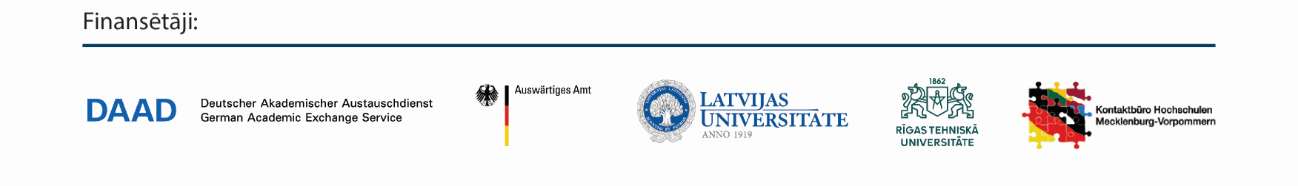 Finansētāji:
DAAD
Deutscher Akademischer Austauschdienst
German Academic Exchange Service
Auswärtiges Amt
LATVIJAS
UNIVERSITĀTE
ANNO 1919
1862
RĪGAS TEHNISKĀ
UNIVERSITĀTE
Kontaktbüro Hochschulen
Mecklenburg-Vorpommern